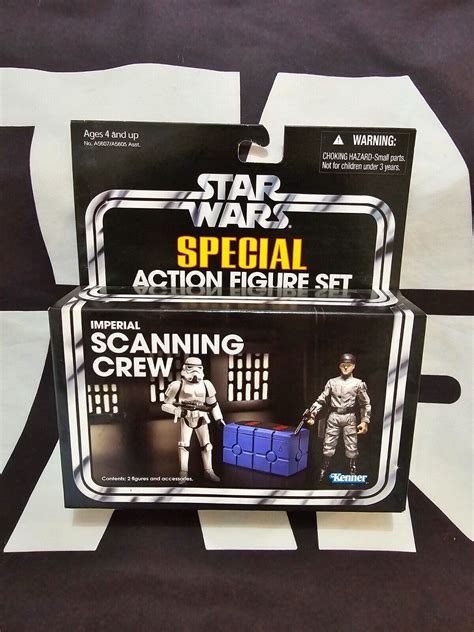 Ages 4 and up
No. A5607/A5605 Asst.
WARNING:
CHOKING HAZARD-Small parts.
Not for children under 3 years.
STAR
WARS
SPECIAL
ACTION FIGURE SET
IMPERIAL
SCANNING
CREW
Contents: 2 figures and accessories.
Kenner